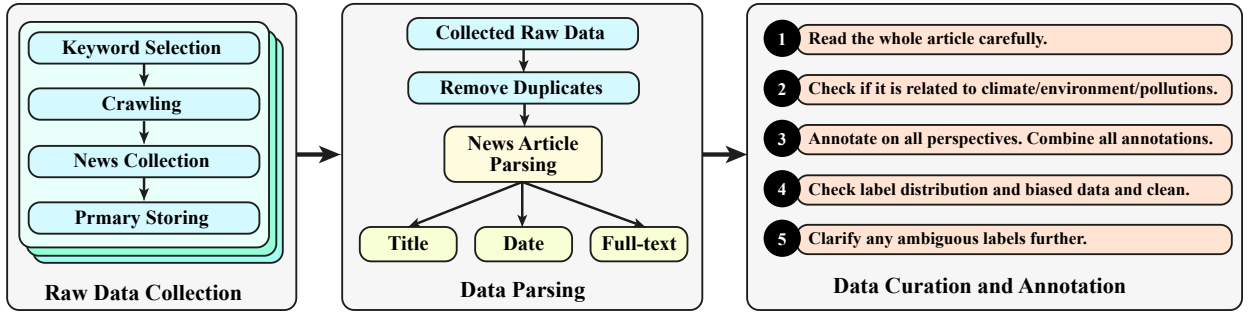 Keyword Selection
Crawling
News Collection
Prmary Storing
Raw Data Collection
Collected Raw Data
Remove Duplicates
News Article
Parsing
Title
Date
Full-text
Data Parsing
1 Read the whole article carefully.
2 Check if it is related to climate/environment/pollutions.
3 Annotate on all perspectives. Combine all annotations.
4 Check label distribution and biased data and clean.
5 Clarify any ambiguous labels further.
Data Curation and Annotation